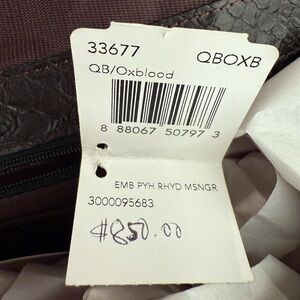 33677 QBOXB
QB/Oxblood
8 88067 50797 3
EMB PYH RHYD MSNGR
3000095683
$850.00